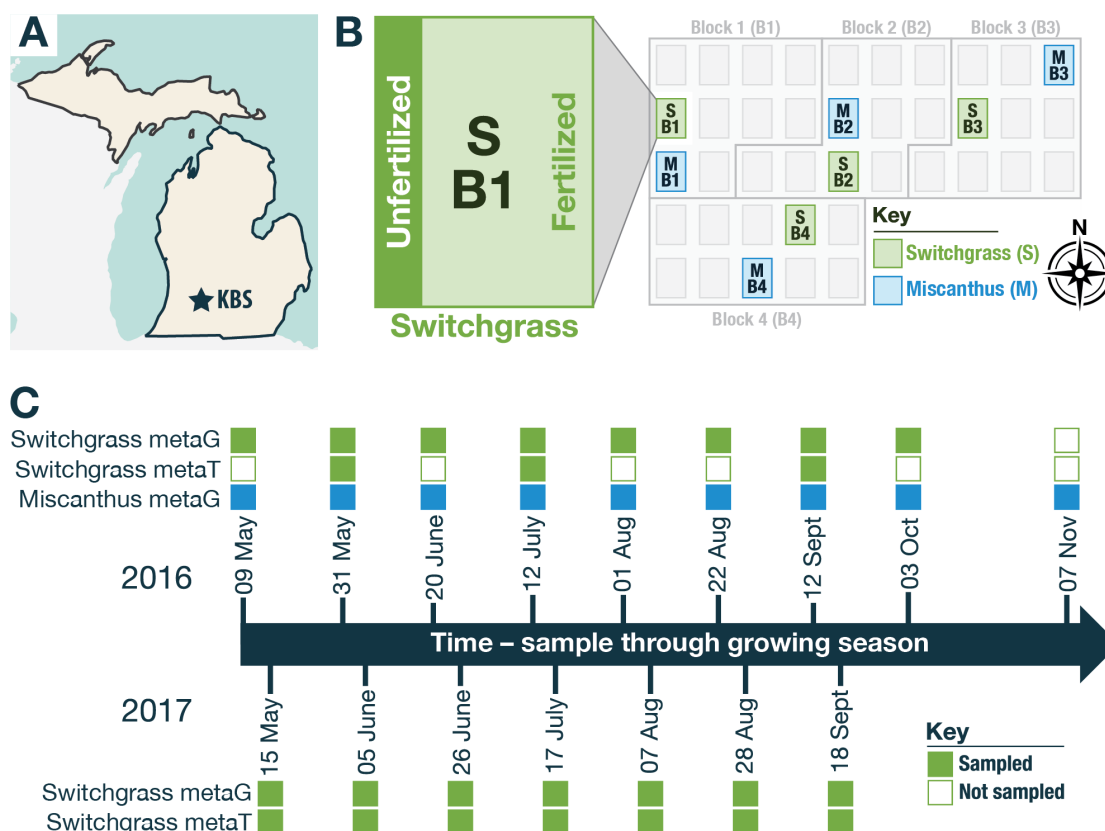 A
KBS
B
Unfertilized
S
B1
Fertilized
Switchgrass
Block 1 (B1)
Block 2 (B2)
Block 3 (B3)
M
B3
S
B1
M
B2
S
B3
M
B1
S
B2
S
B4
M
B4
Block 4 (B4)
Key
Switchgrass (S)
Miscanthus (M)
N
C
Switchgrass metaG
Switchgrass metaT
Miscanthus metaG
2016
09 May
31 May
20 June
12 July
01 Aug
22 Aug
12 Sept
03 Oct
07 Nov
Time – sample through growing season
2017
15 May
05 June
26 June
17 July
07 Aug
28 Aug
18 Sept
Switchgrass metaG
Switchgrass metaT
Key
Sampled
Not sampled